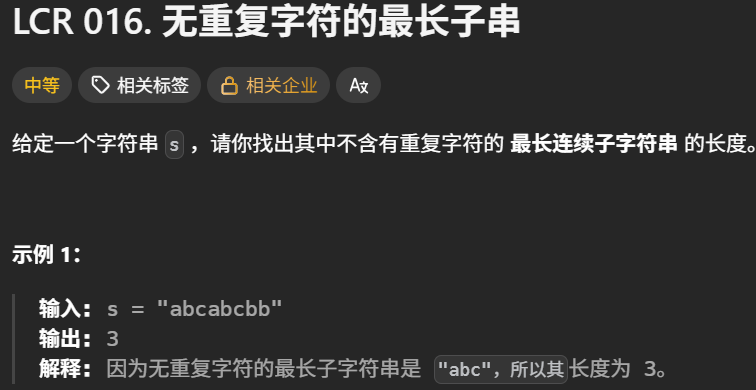 LCR 016. 无重复字符的最长子串
中等 相关标签 相关企业 A文
给定一个字符串 s ，请你找出其中不含有重复字符的 最长连续子字符串 的长度。
示例 1：
输入: s = "abcabcbb"
输出: 3
解释: 因为无重复字符的最长子字符串是 "abc"，所以其长度为 3。